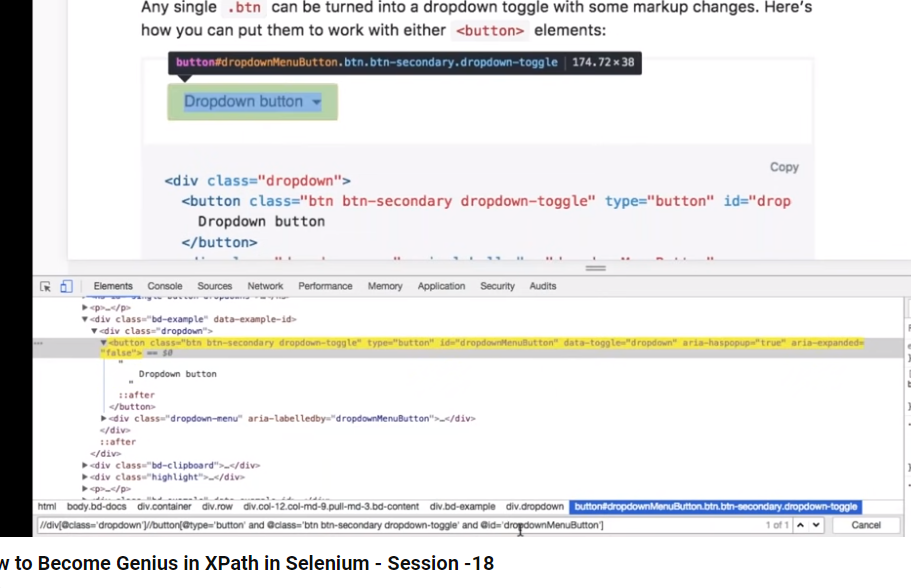 Any single .btn can be turned into a dropdown toggle with some markup changes. Here's
how you can put them to work with either <button> elements:
button#dropdownMenuButton.btn.btn-secondary.dropdown-toggle | 174.72×38
Dropdown button
Copy
<div class="dropdown">
<button class="btn btn-secondary dropdown-toggle" type="button" id="drop
Dropdown button
</button>
Elements Console Sources Network Performance Memory Application Security Audits
<p>…</p>
<div class="bd-example" data-example-id>
<div class="dropdown">
<button class="btn btn-secondary dropdown-toggle" type="button" id="dropdownMenuButton" data-toggle="dropdown" aria-haspopup="true" aria-expanded=
"false"> == $0
"
Dropdown button
"
::after
</button>
<div class="dropdown-menu" aria-labelledby="dropdownMenuButton">…</div>
</div>
::after
</div>
<div class="bd-clipboard">…</div>
<div class="highlight">…</div>
<p>…</p>
html body.bd-docs div.container div.row div.col-12.col-md-9.pull-md-3.bd-content div.bd-example div.dropdown button#dropdownMenuButton.btn.btn-secondary.dropdown-toggle
//div[@class='dropdown']//button[@type='button' and @class='btn btn-secondary dropdown-toggle' and @id='dropdownMenuButton'] 1 of 1 Cancel
w to Become Genius in XPath in Selenium - Session -18